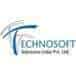 TECHNOSOFT
Solutions India Pvt. Ltd.